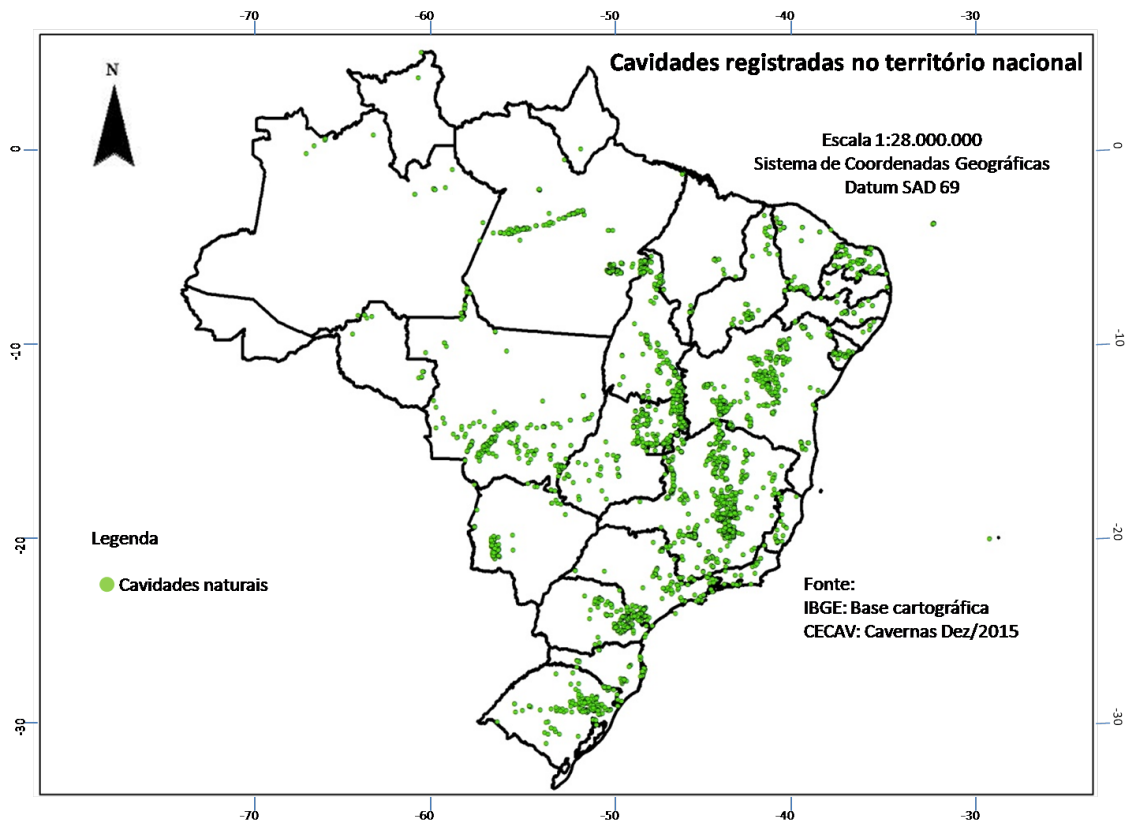 -70 -60 -50 -40 -30
Cavidades registradas no território nacional
N
Escala 1:28.000.000
Sistema de Coordenadas Geográficas
Datum SAD 69
0 0
-10 -10
Legenda
Cavidades naturais
-20 -20
Fonte:
IBGE: Base cartográfica
CECAV: Cavernas Dez/2015
-30 -30
-70 -60 -50 -40 -30